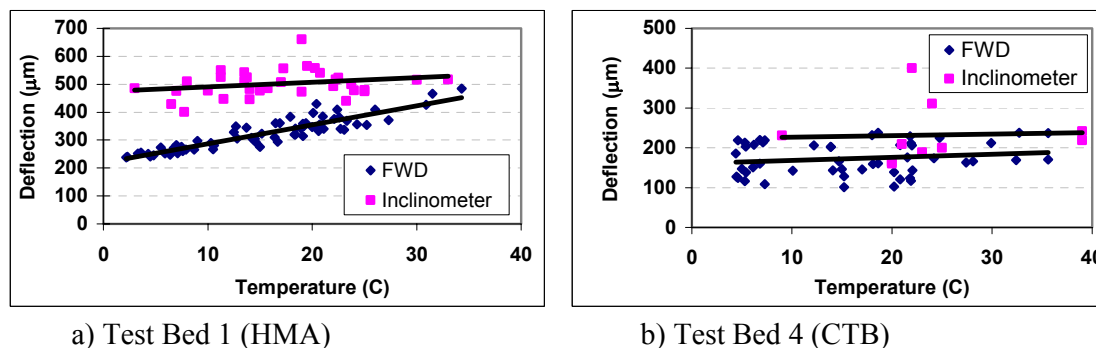 700
600
500
400
300
200
100
0
Deflection (µm)
0 10 20 30 40
Temperature (C)
FWD
Inclinometer
a) Test Bed 1 (HMA)
500
400
300
200
100
0
Deflection (µm)
0 10 20 30 40
Temperature (C)
FWD
Inclinometer
b) Test Bed 4 (CTB)